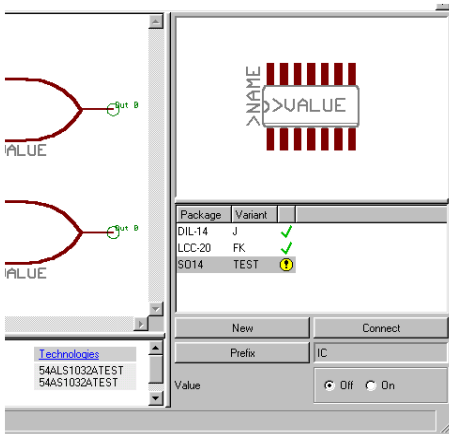 Out 0
VALUE
Out 0
VALUE
>NAME
>VALUE
Package Variant
DIL-14 J
LCC-20 FK
SO14 TEST
New Connect
Prefix IC
Technologies
54ALS1032ATEST
54AS1032ATEST
Value Off On